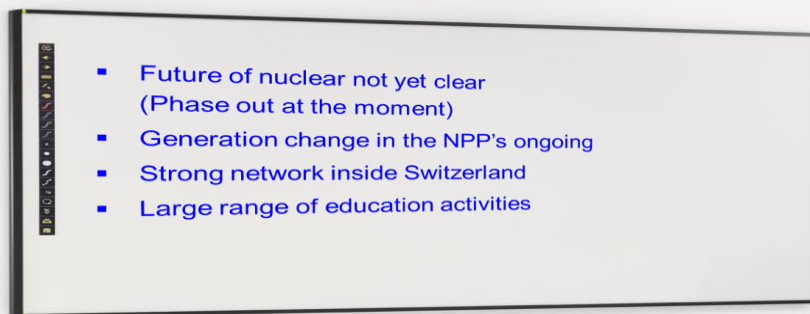 ▪ Future of nuclear not yet clear
(Phase out at the moment)
▪ Generation change in the NPP's ongoing
▪ Strong network inside Switzerland
▪ Large range of education activities